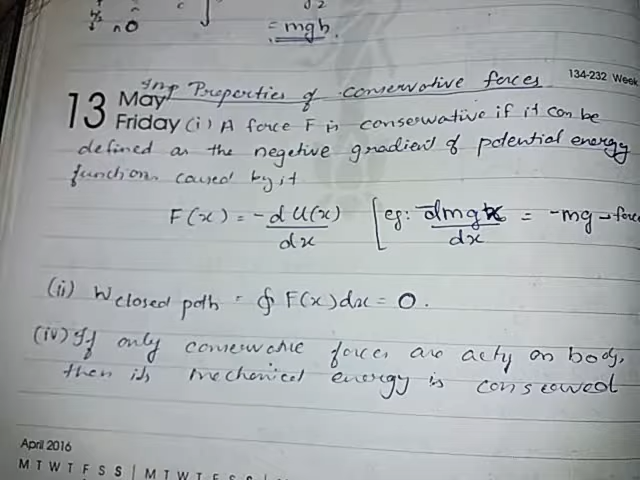 = mgh.
Imp Properties of conservative forces
134-232 Week
13 May
Friday (i) A force F is conservative if it can be
defined as the negetive gradient of potential energy
function caused by it
F(x) = -dU(x)/dx [eg: -dmgx/dx = -mg → force
(ii) W closed path = ∮ F(x)dx = 0.
(iv) If only conservative forces are actg on body,
then its mechanical energy is conserved
April 2016
M T W T F S S | M T W T F S S